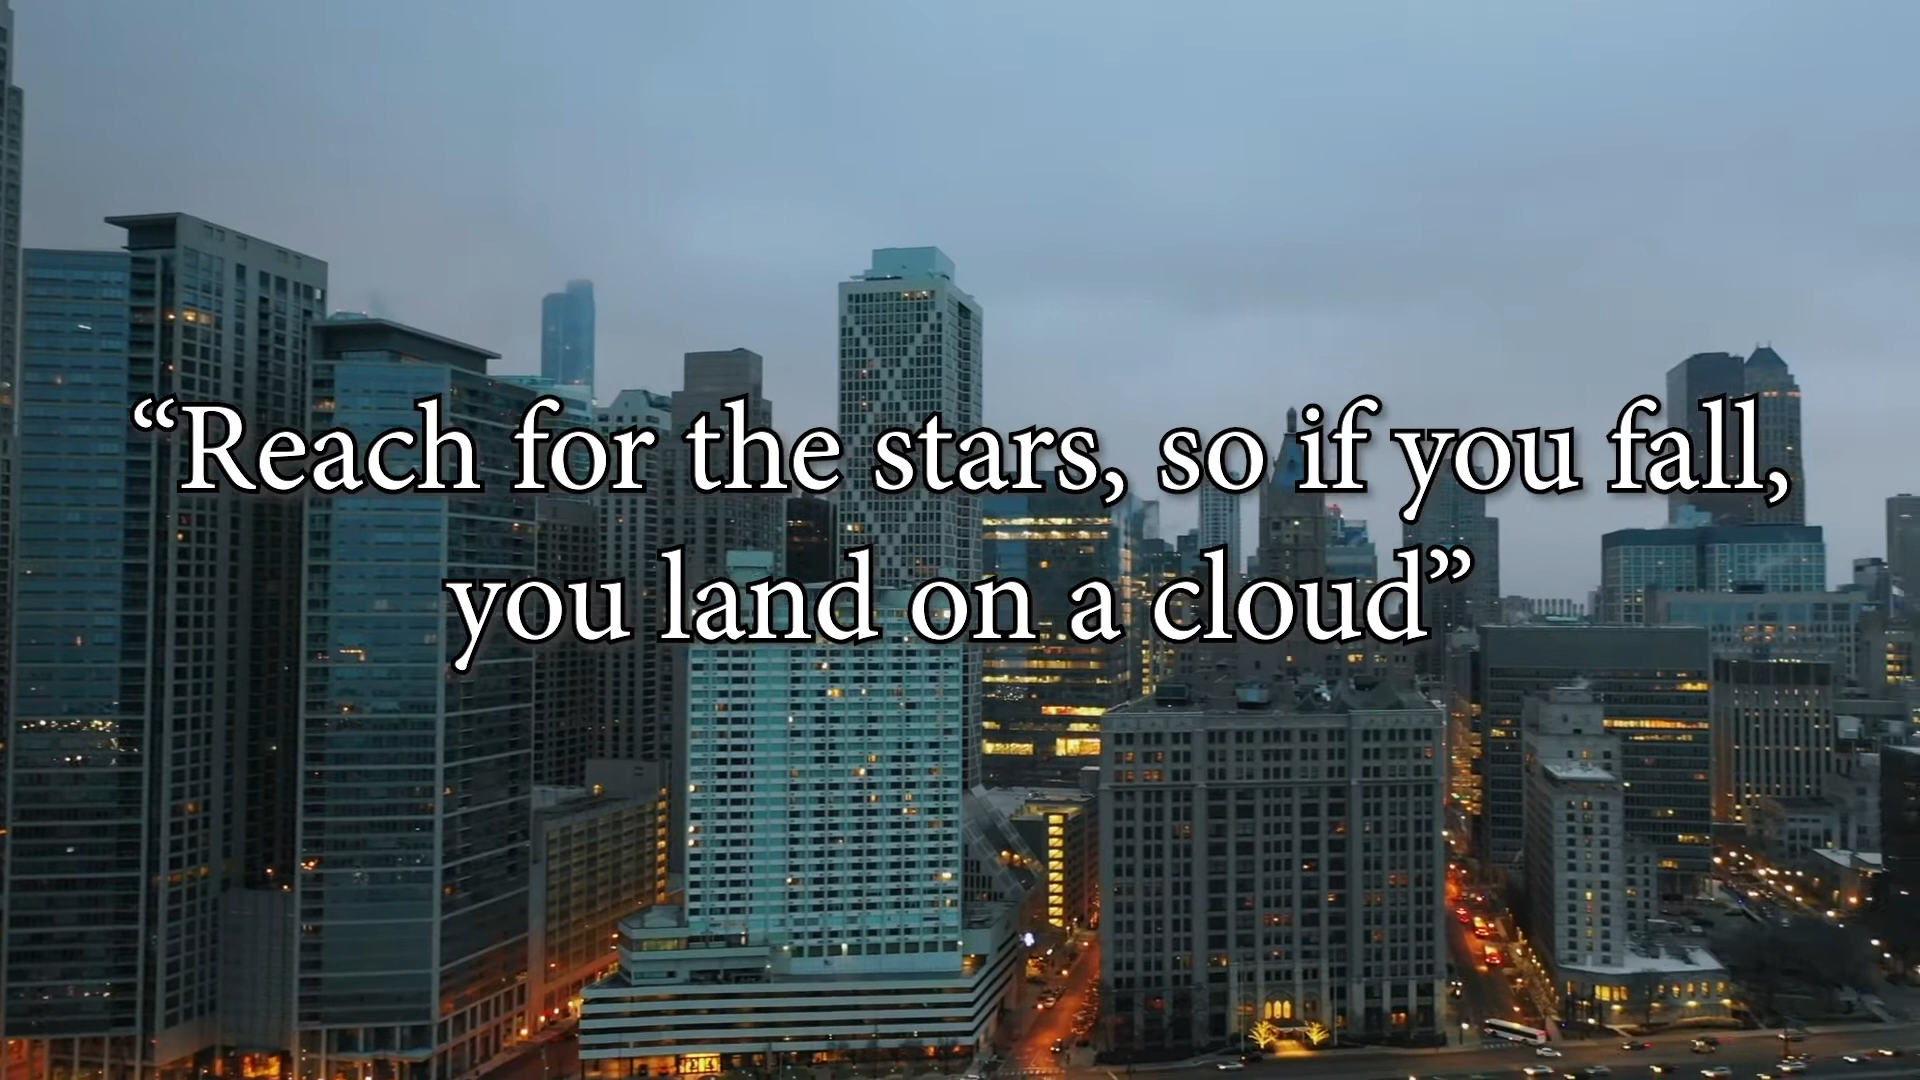 “Reach for the stars, so if you fall,
you land on a cloud”